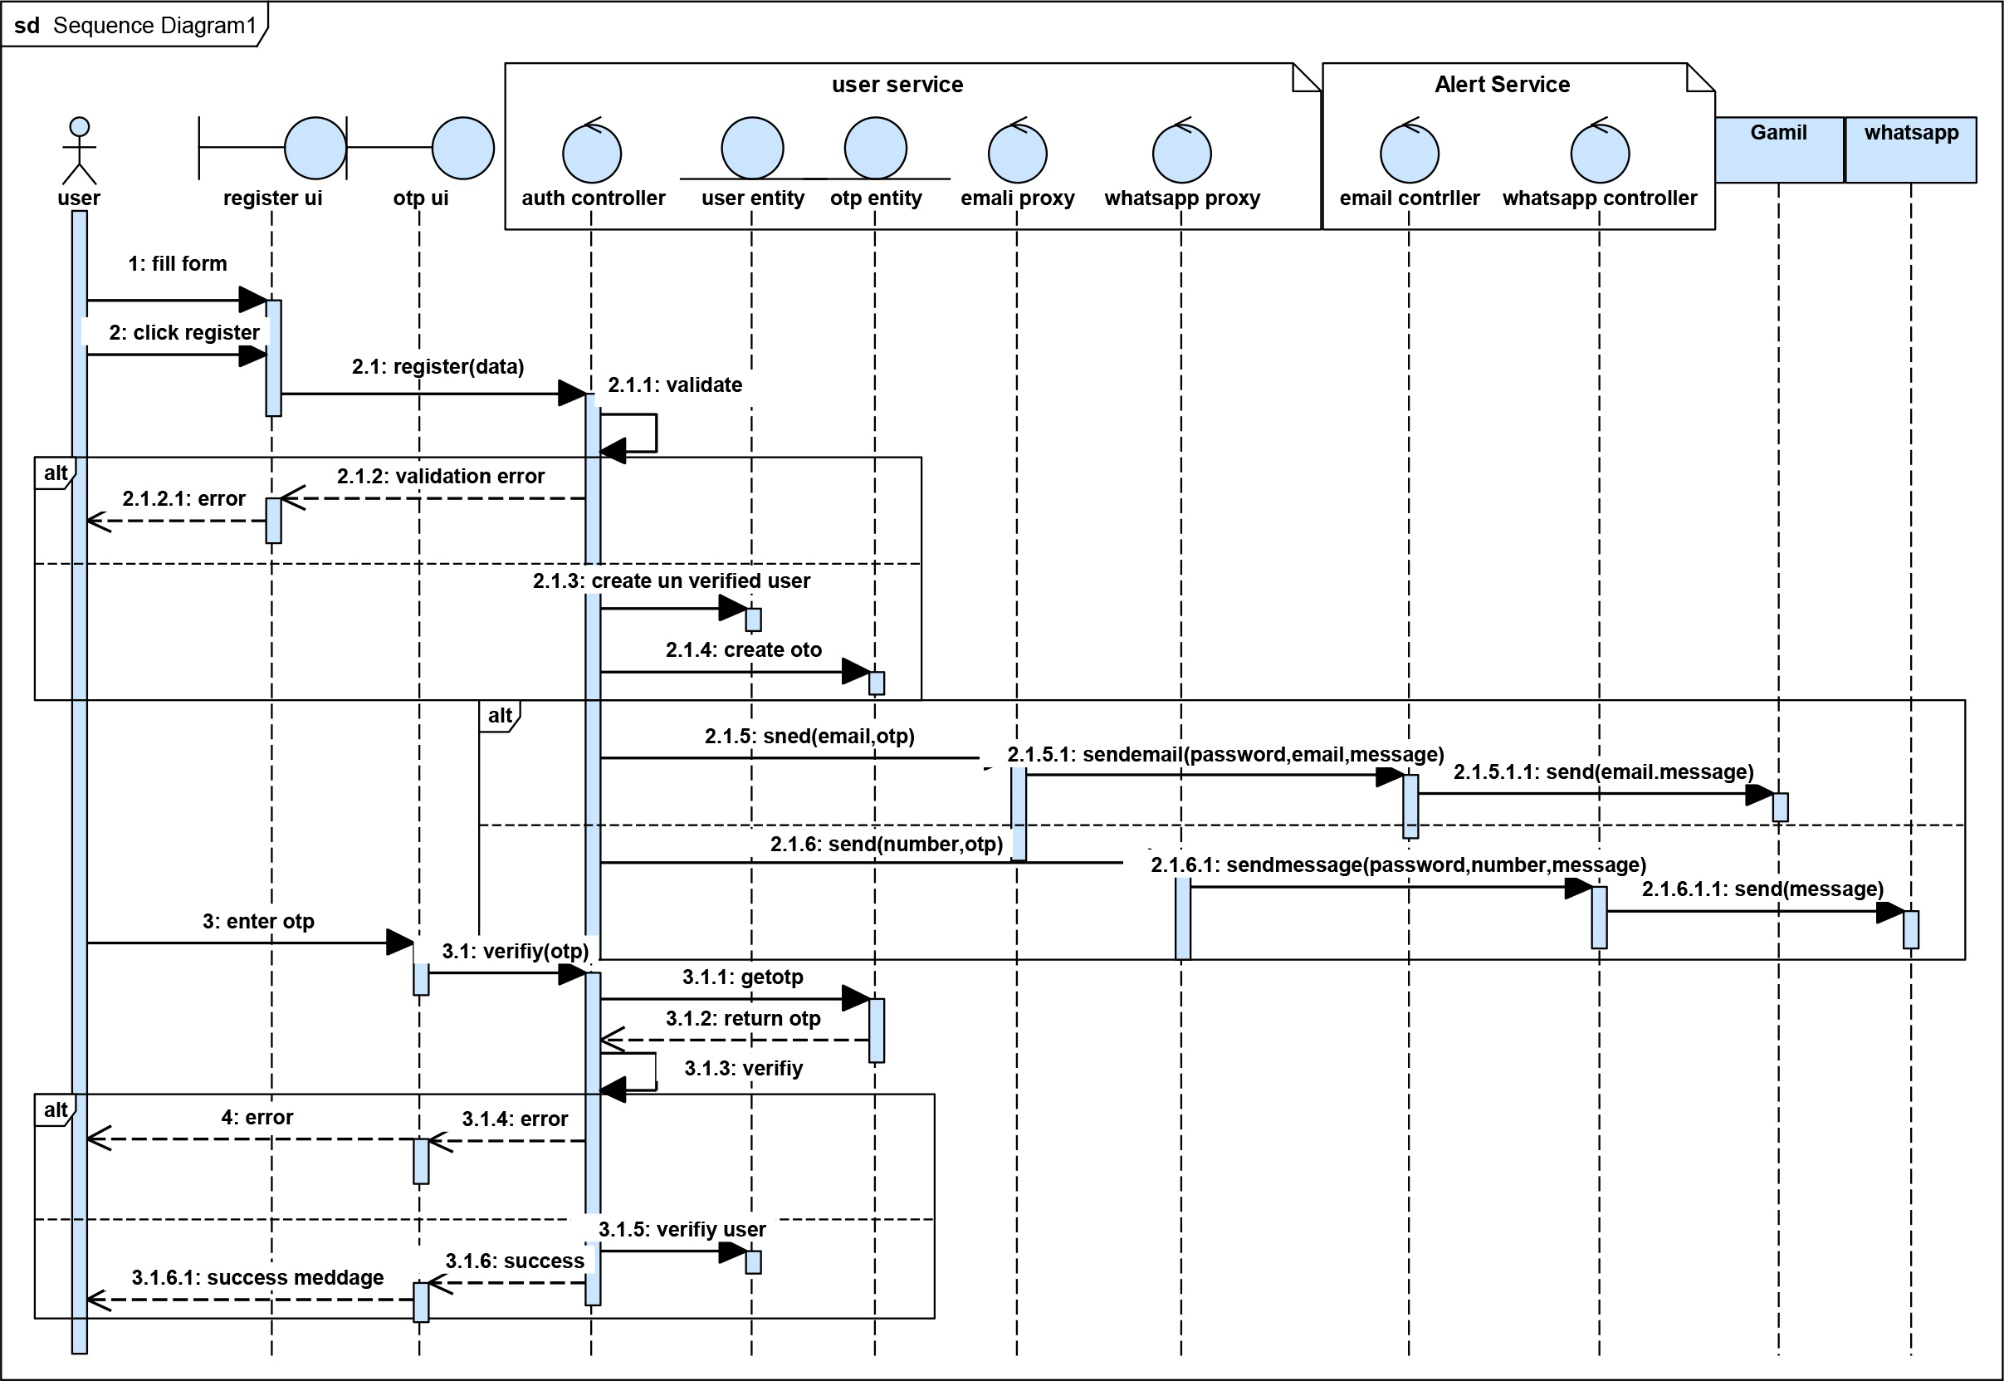 sd Sequence Diagram1
user service
Alert Service
Gamil
whatsapp
user
register ui
otp ui
auth controller
user entity
otp entity
emali proxy
whatsapp proxy
email contrller
whatsapp controller
1: fill form
2: click register
2.1: register(data)
2.1.1: validate
alt
2.1.2: validation error
2.1.2.1: error
2.1.3: create un verified user
2.1.4: create oto
alt
2.1.5: sned(email,otp)
2.1.5.1: sendemail(password,email,message)
2.1.5.1.1: send(email.message)
2.1.6: send(number,otp)
2.1.6.1: sendmessage(password,number,message)
2.1.6.1.1: send(message)
3: enter otp
3.1: verifiy(otp)
3.1.1: getotp
3.1.2: return otp
3.1.3: verifiy
alt
4: error
3.1.4: error
3.1.5: verifiy user
3.1.6: success
3.1.6.1: success meddage